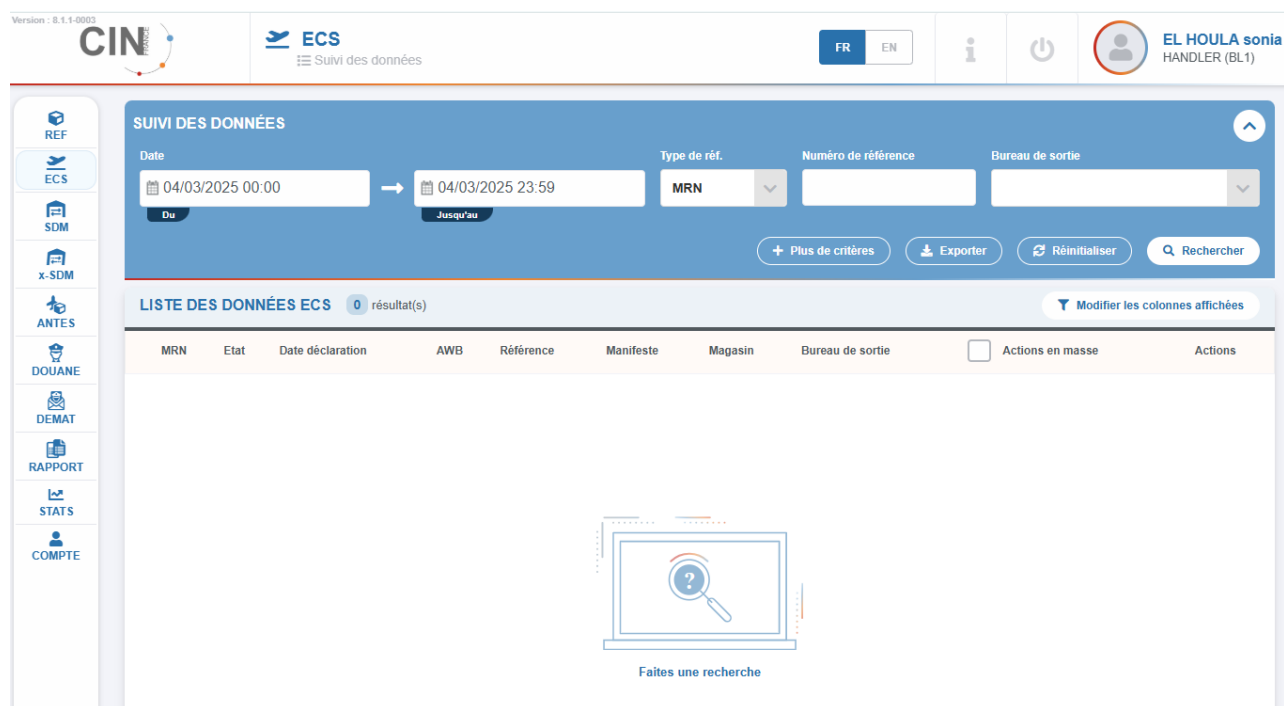 Version : 8.1.1-0003
CIN
FRANCE
ECS
Suivi des données
FR EN
EL HOULA sonia
HANDLER (BL1)
REF
ECS
SDM
x-SDM
ANTES
DOUANE
DEMAT
RAPPORT
STATS
COMPTE
SUIVI DES DONNÉES
Date Type de réf. Numéro de référence Bureau de sortie
04/03/2025 00:00 04/03/2025 23:59 MRN
Du Jusqu'au
+ Plus de critères Exporter Réinitialiser Rechercher
LISTE DES DONNÉES ECS 0 résultat(s) Modifier les colonnes affichées
MRN Etat Date déclaration AWB Référence Manifeste Magasin Bureau de sortie Actions en masse Actions
?
Faites une recherche